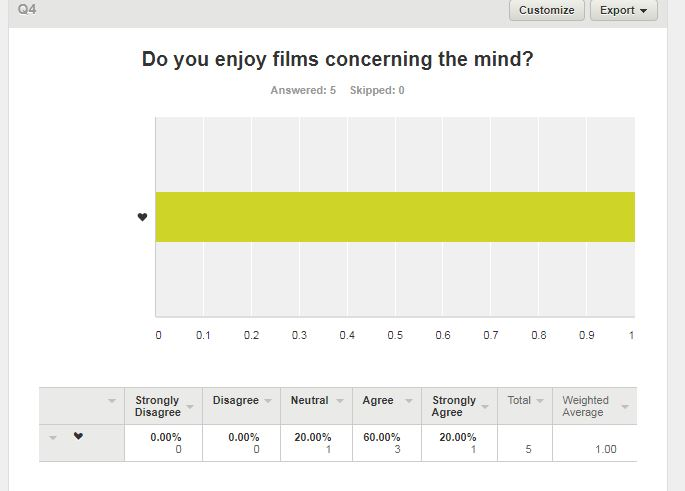 Q4
Customize
Export
Do you enjoy films concerning the mind?
Answered: 5 Skipped: 0
0 0.1 0.2 0.3 0.4 0.5 0.6 0.7 0.8 0.9 1
Strongly Disagree Disagree Neutral Agree Strongly Agree Total Weighted Average
0.00% 0.00% 20.00% 60.00% 20.00%
0 0 1 3 1 5 1.00